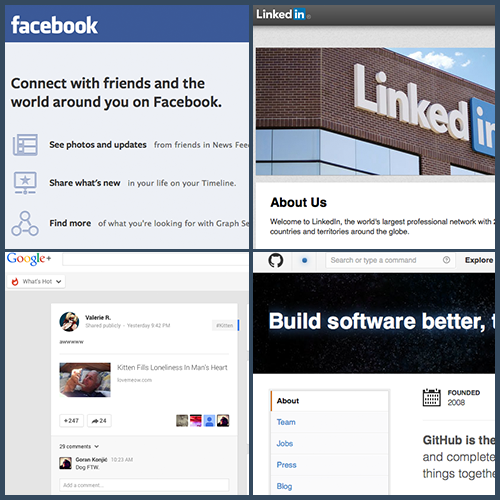 facebook
Connect with friends and the
world around you on Facebook.
See photos and updates from friends in News Fee
Share what's new in your life on your Timeline.
Find more of what you're looking for with Graph Se
Linked in
Linked in
About Us
Welcome to LinkedIn, the world's largest professional network with 2
countries and territories around the globe.
Google+
What's Hot
Valerie R.
Shared publicly - Yesterday 9:42 PM
#Kitten
awwwww
Kitten Fills Loneliness In Man's Heart
lovemeow.com
+247
24
29 comments
Goran Konjić 10:23 AM
Dog FTW.
Add a comment...
Search or type a command
Explore
Build software better, t
About
Team
Jobs
Press
Blog
FOUNDED
2008
GitHub is the
and complete
things togethe